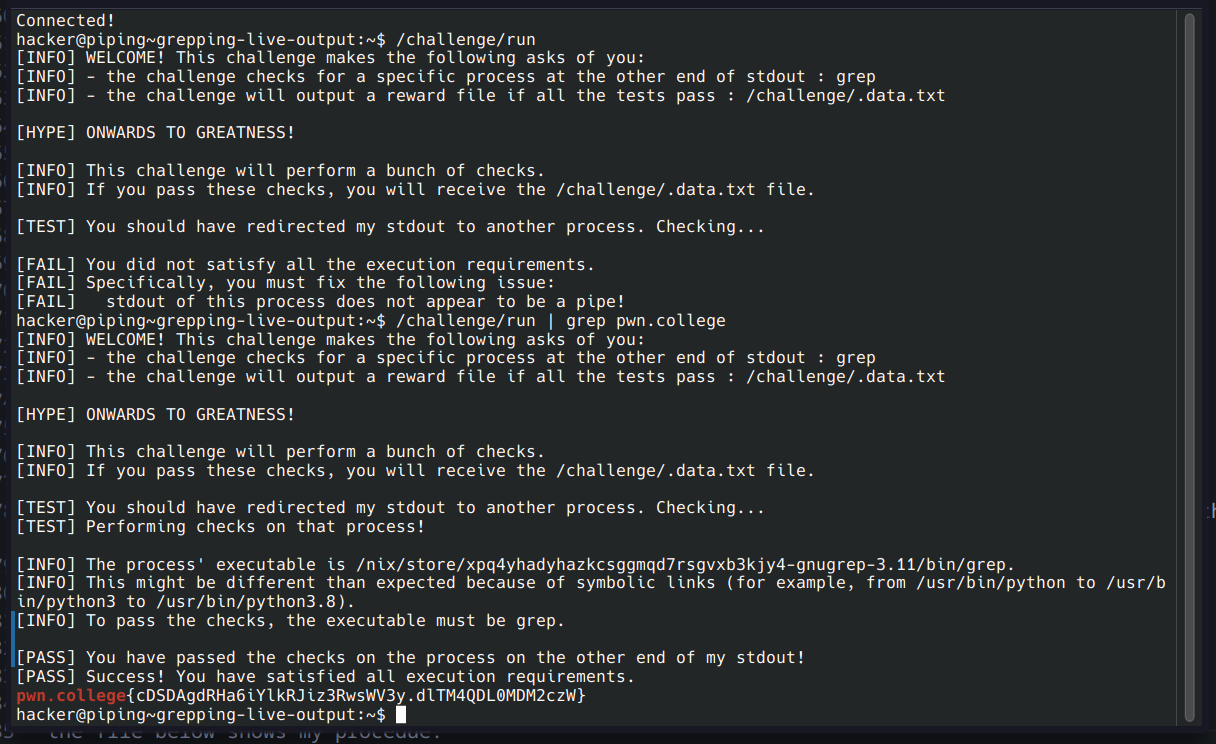 Connected!
hacker@piping~grepping-live-output:~$ /challenge/run
[INFO] WELCOME! This challenge makes the following asks of you:
[INFO] - the challenge checks for a specific process at the other end of stdout : grep
[INFO] - the challenge will output a reward file if all the tests pass : /challenge/.data.txt
[HYPE] ONWARDS TO GREATNESS!
[INFO] This challenge will perform a bunch of checks.
[INFO] If you pass these checks, you will receive the /challenge/.data.txt file.
[TEST] You should have redirected my stdout to another process. Checking...
[FAIL] You did not satisfy all the execution requirements.
[FAIL] Specifically, you must fix the following issue:
[FAIL]   stdout of this process does not appear to be a pipe!
hacker@piping~grepping-live-output:~$ /challenge/run | grep pwn.college
[INFO] WELCOME! This challenge makes the following asks of you:
[INFO] - the challenge checks for a specific process at the other end of stdout : grep
[INFO] - the challenge will output a reward file if all the tests pass : /challenge/.data.txt
[HYPE] ONWARDS TO GREATNESS!
[INFO] This challenge will perform a bunch of checks.
[INFO] If you pass these checks, you will receive the /challenge/.data.txt file.
[TEST] You should have redirected my stdout to another process. Checking...
[TEST] Performing checks on that process!
[INFO] The process' executable is /nix/store/xpq4yhadyhazkcsggmqd7rsgvxb3kjy4-gnugrep-3.11/bin/grep.
[INFO] This might be different than expected because of symbolic links (for example, from /usr/bin/python to /usr/b
in/python3 to /usr/bin/python3.8).
[INFO] To pass the checks, the executable must be grep.
[PASS] You have passed the checks on the process on the other end of my stdout!
[PASS] Success! You have satisfied all execution requirements.
pwn.college{cDSDAgdRHa6iYlkRJiz3RwsWV3y.dlTM4QDL0MDM2czW}
hacker@piping~grepping-live-output:~$
the file below shows my procedue.